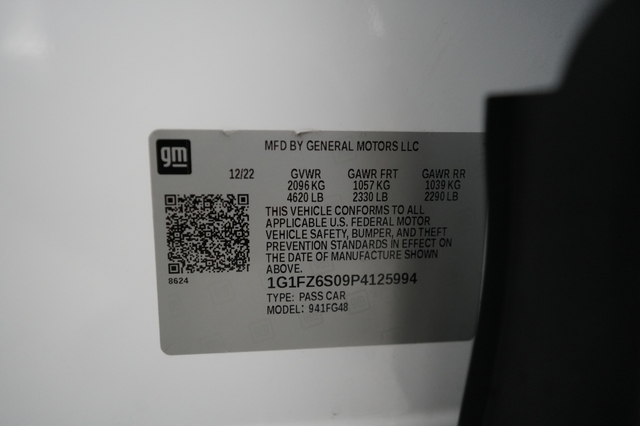 gm
MFD BY GENERAL MOTORS LLC
12/22 GVWR GAWR FRT GAWR RR
2096 KG 1057 KG 1039 KG
4620 LB 2330 LB 2290 LB
THIS VEHICLE CONFORMS TO ALL
APPLICABLE U.S. FEDERAL MOTOR
VEHICLE SAFETY, BUMPER, AND THEFT
PREVENTION STANDARDS IN EFFECT ON
THE DATE OF MANUFACTURE SHOWN
ABOVE.
8624
1G1FZ6S09P4125994
TYPE: PASS CAR
MODEL: 941FG48